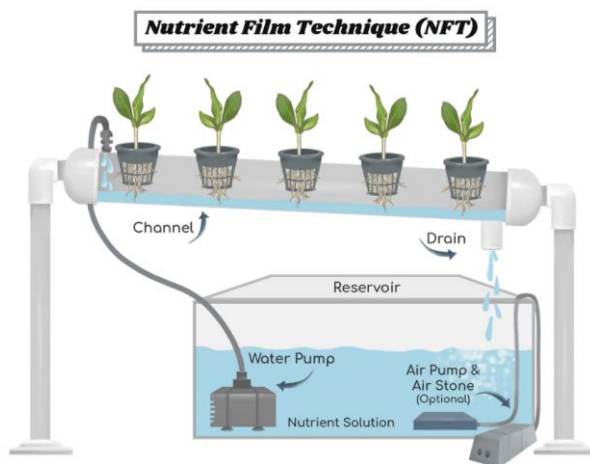 Nutrient Film Technique (NFT)
Channel
Drain
Reservoir
Water Pump
Air Pump &
Air Stone
(Optional)
Nutrient Solution